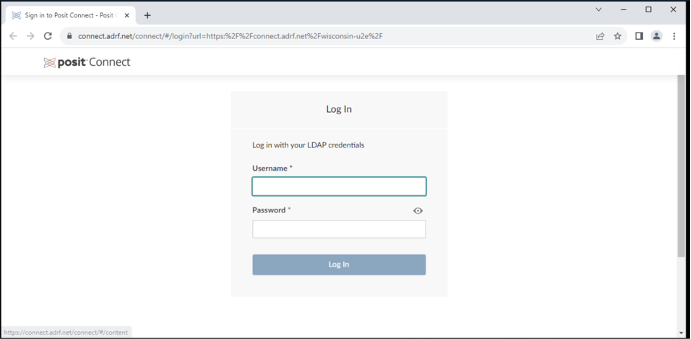 Sign in to Posit Connect - Posit
connect.adrf.net/connect/#/login?url=https:%2F%2Fconnect.adrf.net%2Fwisconsin-u2e%2F
posit Connect
Log In
Log in with your LDAP credentials
Username *
Password *
Log In
https://connect.adrf.net/connect/#/content